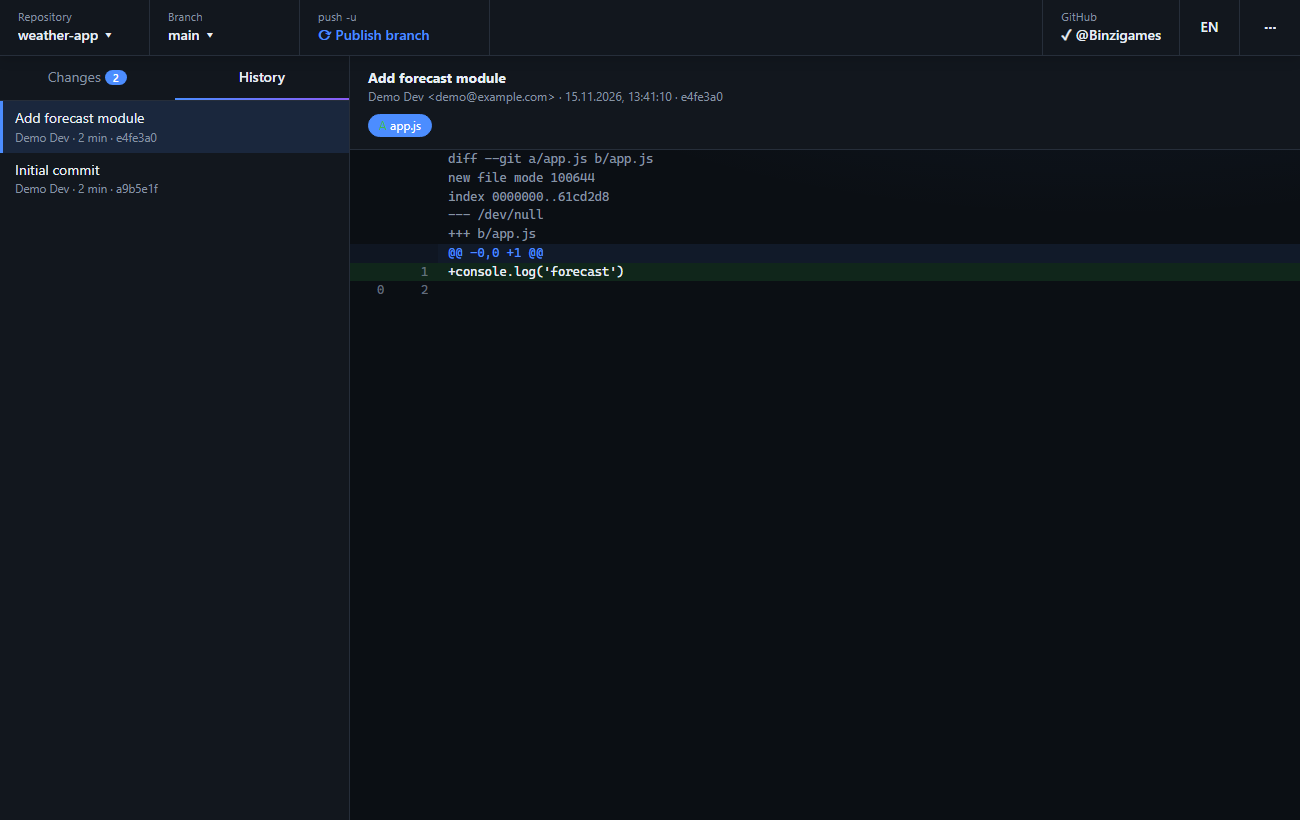 Repository
weather-app ▾
Branch
main ▾
push -u
⟳ Publish branch
GitHub
✓ @Binzigames
EN
···
Changes 2
History
Add forecast module
Demo Dev · 2 min · e4fe3a0
Initial commit
Demo Dev · 2 min · a9b5e1f
Add forecast module
Demo Dev <demo@example.com> · 15.11.2026, 13:41:10 · e4fe3a0
+ app.js
diff --git a/app.js b/app.js
new file mode 100644
index 0000000..61cd2d8
--- /dev/null
+++ b/app.js
@@ -0,0 +1 @@
1 +console.log('forecast')
0 2